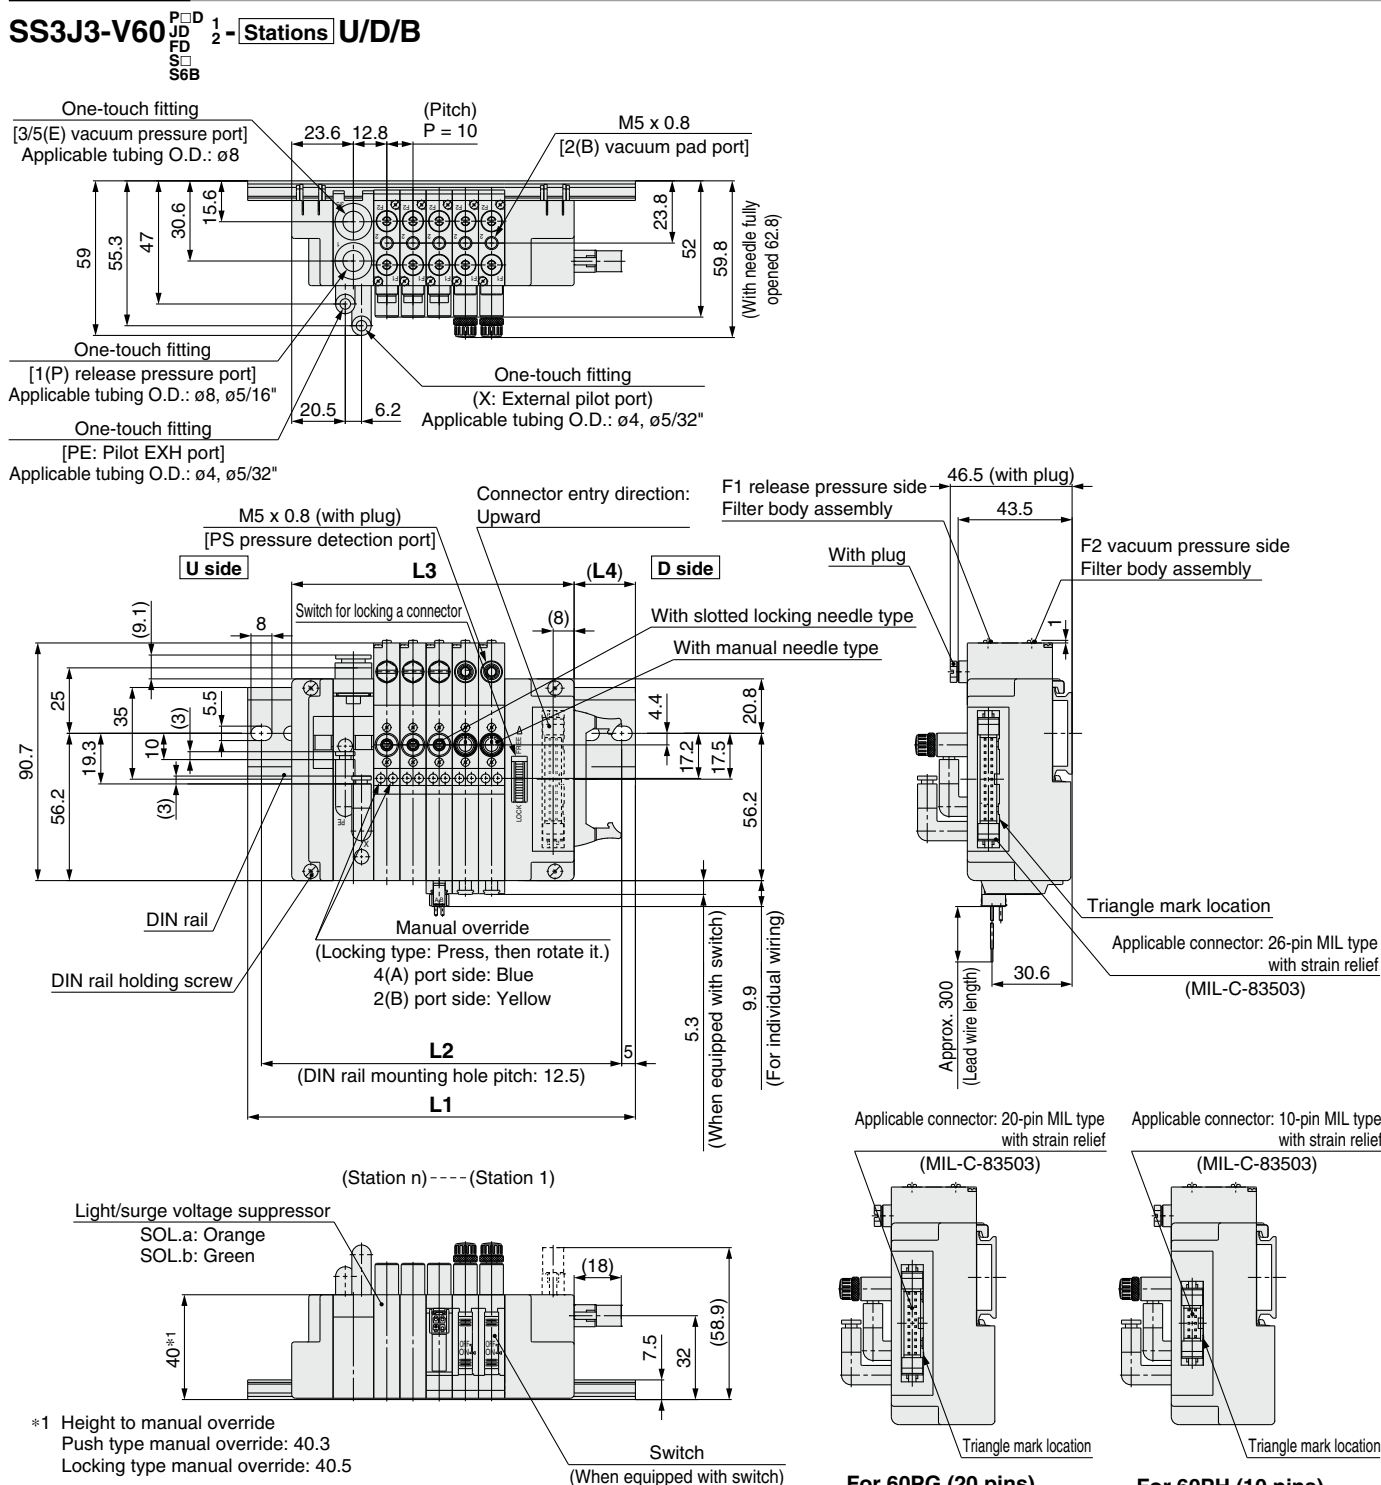 SS3J3-V60 P□D JD FD S□ S6B 1 2 - Stations U/D/B
One-touch fitting
[3/5(E) vacuum pressure port]
Applicable tubing O.D.: ø8
23.6
12.8
(Pitch)
P = 10
M5 x 0.8
[2(B) vacuum pad port]
59
55.3
47
30.6
15.6
23.8
52
59.8
(With needle fully
opened 62.8)
One-touch fitting
[1(P) release pressure port]
Applicable tubing O.D.: ø8, ø5/16"
One-touch fitting
(X: External pilot port)
Applicable tubing O.D.: ø4, ø5/32"
20.5
6.2
One-touch fitting
[PE: Pilot EXH port]
Applicable tubing O.D.: ø4, ø5/32"
M5 x 0.8 (with plug)
[PS pressure detection port]
Connector entry direction:
Upward
F1 release pressure side
Filter body assembly
46.5 (with plug)
43.5
With plug
F2 vacuum pressure side
Filter body assembly
1
U side
L3
(L4)
D side
Switch for locking a connector
(8)
With slotted locking needle type
With manual needle type
8
(9.1)
90.7
25
56.2
35
19.3
5.5
10
(3)
(3)
4.4
20.8
17.2
17.5
56.2
FREE
LOCK
PE
X
DIN rail
DIN rail holding screw
Manual override
(Locking type: Press, then rotate it.)
4(A) port side: Blue
2(B) port side: Yellow
5.3
(When equipped with switch)
9.9
(For individual wiring)
L2
5
(DIN rail mounting hole pitch: 12.5)
L1
Triangle mark location
Applicable connector: 26-pin MIL type
with strain relief
(MIL-C-83503)
30.6
Approx. 300
(Lead wire length)
(Station n)----(Station 1)
Light/surge voltage suppressor
SOL.a: Orange
SOL.b: Green
40*1
(18)
7.5
32
(58.9)
*1 Height to manual override
Push type manual override: 40.3
Locking type manual override: 40.5
Switch
(When equipped with switch)
Applicable connector: 20-pin MIL type
with strain relief
(MIL-C-83503)
Triangle mark location
For 60PG (20 pins)
Applicable connector: 10-pin MIL type
with strain relief
(MIL-C-83503)
Triangle mark location
For 60PH (10 pins)